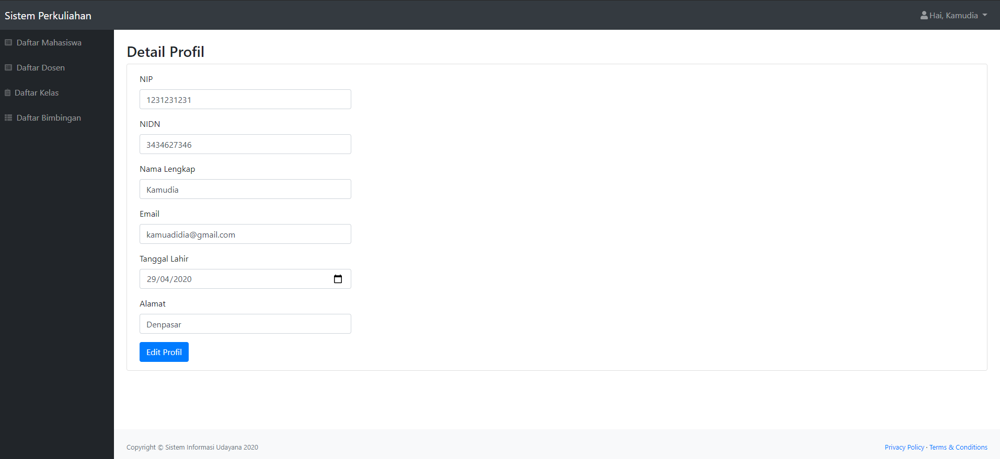 Sistem Perkuliahan
Hai, Kamudia
Daftar Mahasiswa
Daftar Dosen
Daftar Kelas
Daftar Bimbingan
Detail Profil
NIP
1231231231
NIDN
3434627346
Nama Lengkap
Kamudia
Email
kamuadidia@gmail.com
Tanggal Lahir
29/04/2020
Alamat
Denpasar
Edit Profil
Copyright © Sistem Informasi Udayana 2020
Privacy Policy · Terms & Conditions